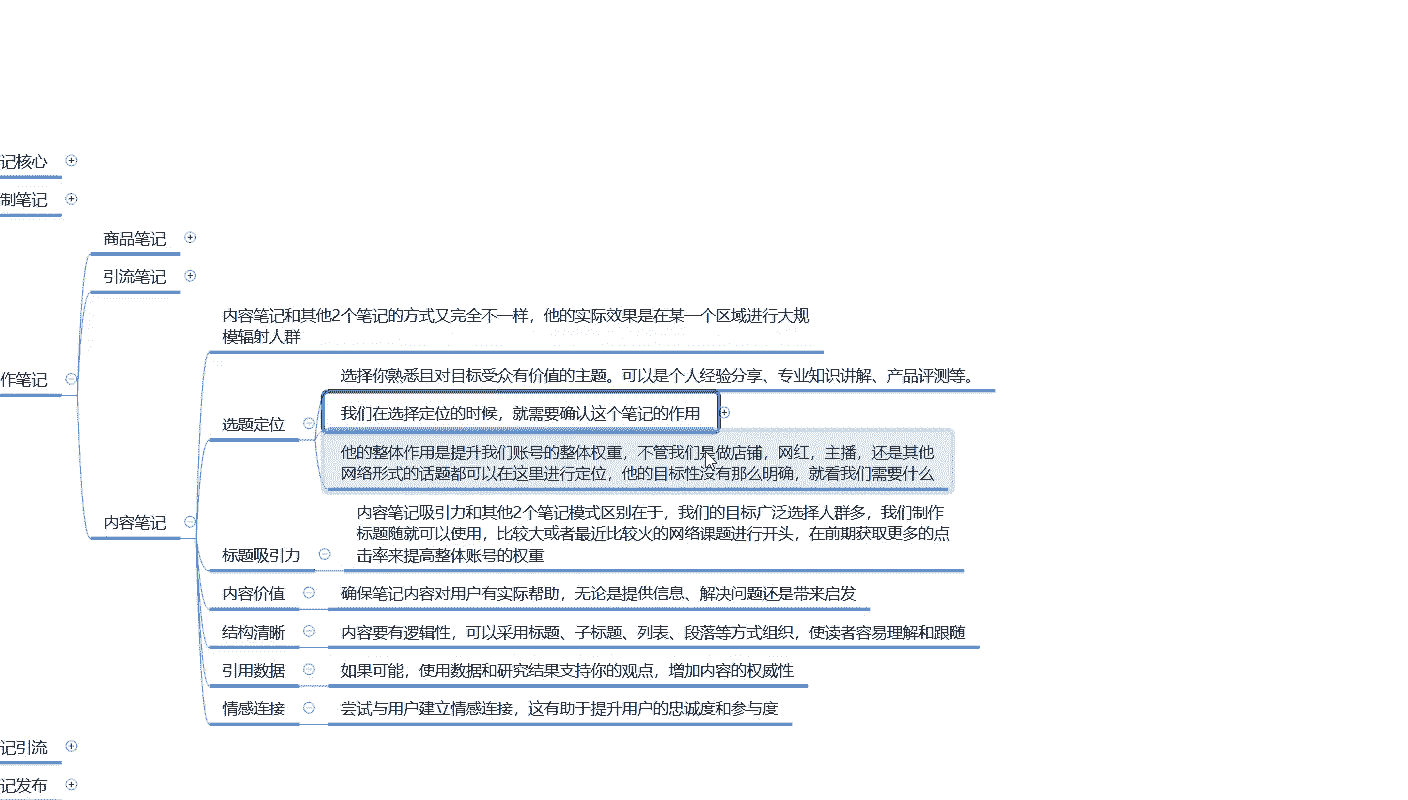 记核心
制笔记
商品笔记
引流笔记
内容笔记和其他2个笔记的方式又完全不一样，他的实际效果是在某一个区域进行大规
模辐射人群
作笔记
选择你熟悉且对目标受众有价值的主题。可以是个人经验分享、专业知识讲解、产品评测等。
选题定位
我们在选择定位的时候，就需要确认这个笔记的作用
他的整体作用是提升我们账号的整体权重，不管我们是做店铺，网红，主播，还是其他
网络形式的话题都可以在这里进行定位，他的目标性没有那么明确，就看我们需要什么
内容笔记
内容笔记吸引力和其他2个笔记模式区别在于，我们的目标广泛选择人群多，我们制作
标题随就可以使用，比较大或者最近比较火的网络课题进行开头，在前期获取更多的点
击率来提高整体账号的权重
标题吸引力
内容价值
确保笔记内容对用户有实际帮助，无论是提供信息、解决问题还是带来启发
结构清晰
内容要有逻辑性，可以采用标题、子标题、列表、段落等方式组织，使读者容易理解和跟随
引用数据
如果可能，使用数据和研究结果支持你的观点，增加内容的权威性
情感连接
尝试与用户建立情感连接，这有助于提升用户的忠诚度和参与度
记引流
记发布